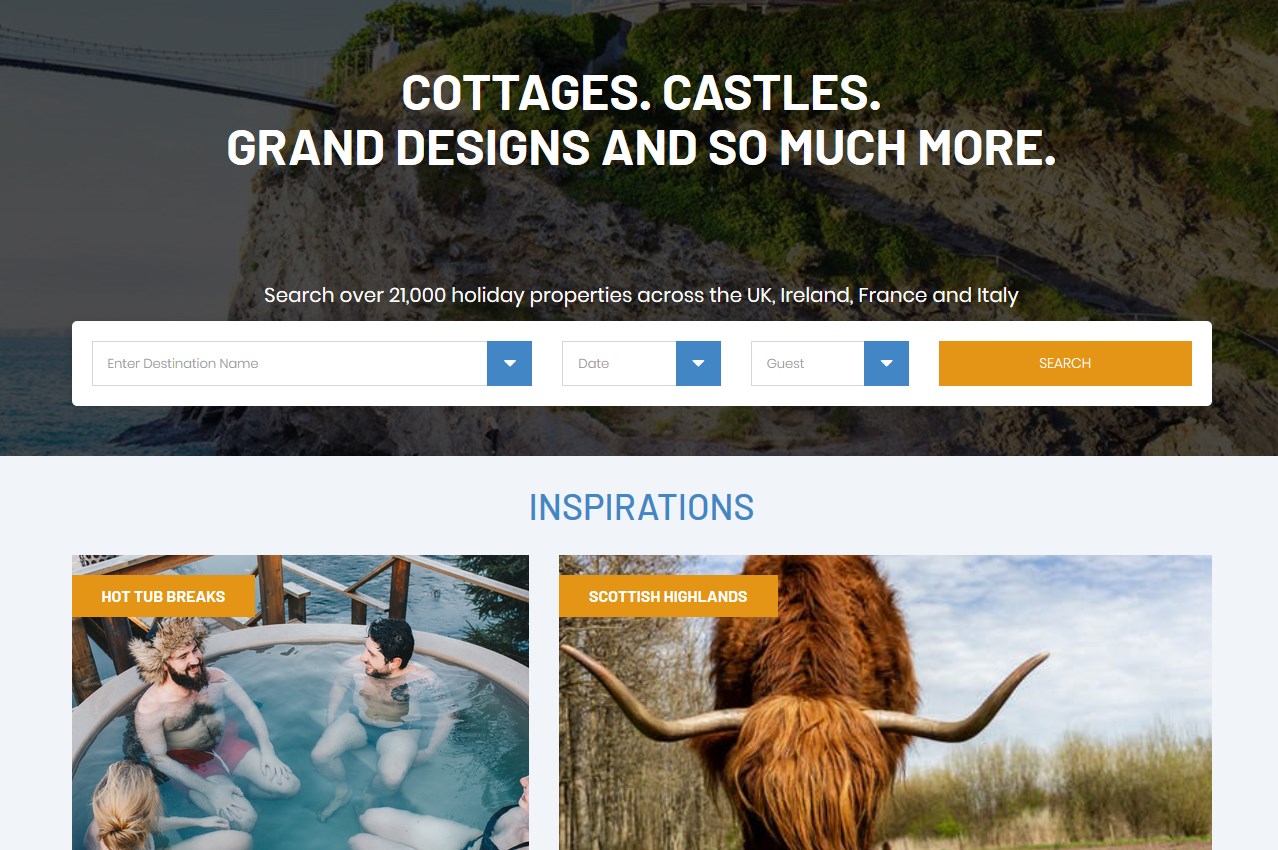 COTTAGES. CASTLES.
GRAND DESIGNS AND SO MUCH MORE.
Search over 21,000 holiday properties across the UK, Ireland, France and Italy
Enter Destination Name
Date
Guest
SEARCH
INSPIRATIONS
HOT TUB BREAKS
SCOTTISH HIGHLANDS